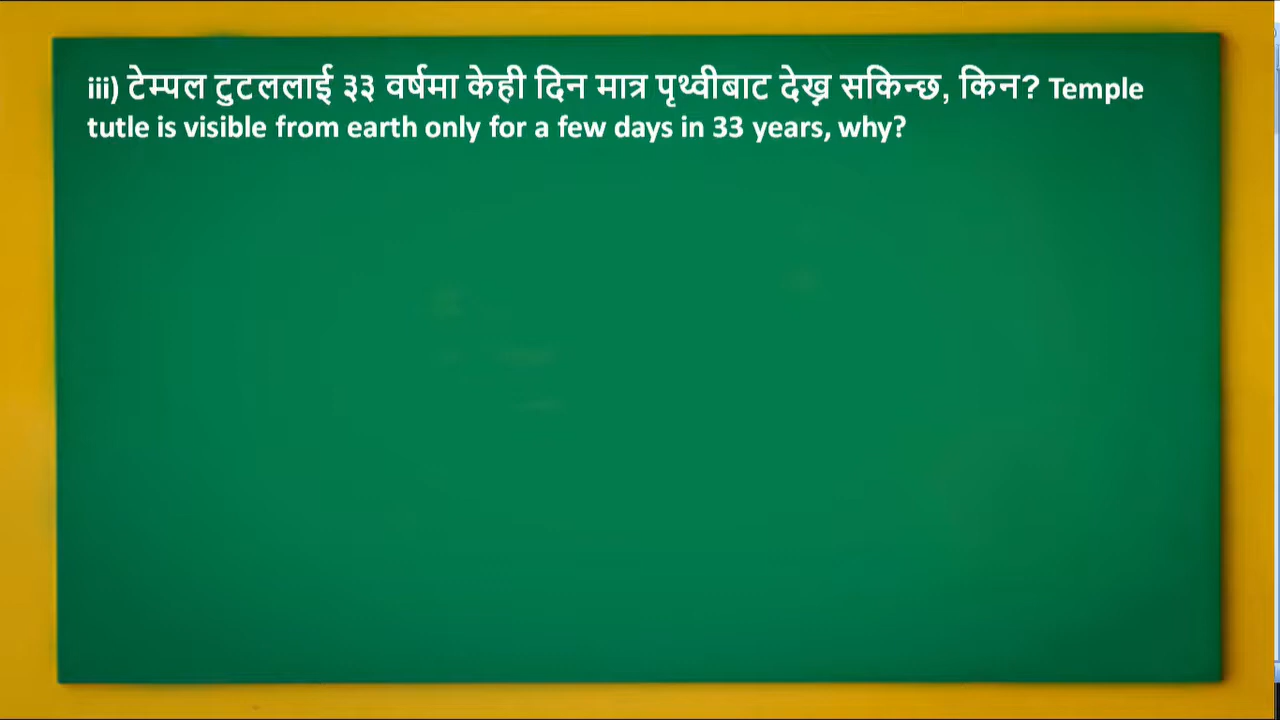 iii) टेम्पल टुटललाई ३३ वर्षमा केही दिन मात्र पृथ्वीबाट देख्न सकिन्छ, किन? Temple
tutle is visible from earth only for a few days in 33 years, why?